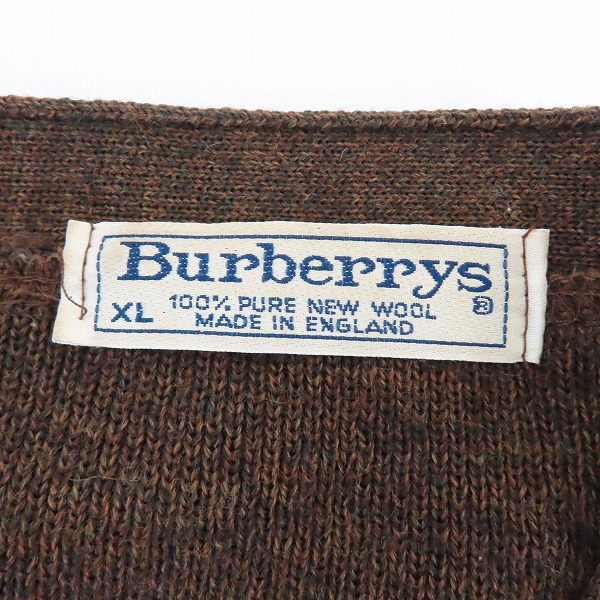 Burberrys
XL 100% PURE NEW WOOL ®
MADE IN ENGLAND